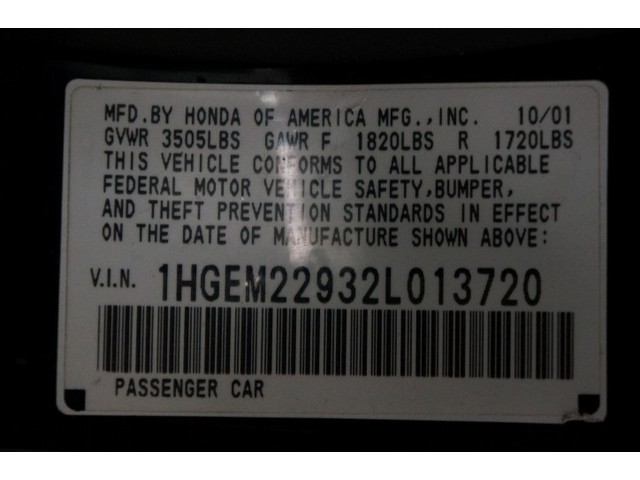 MFD.BY HONDA OF AMERICA MFG.,INC. 10/01
GVWR 3505LBS GAWR F 1820LBS R 1720LBS
THIS VEHICLE CONFORMS TO ALL APPLICABLE
FEDERAL MOTOR VEHICLE SAFETY,BUMPER,
AND THEFT PREVENTION STANDARDS IN EFFECT
ON THE DATE OF MANUFACTURE SHOWN ABOVE:
V.I.N. 1HGEM22932L013720
PASSENGER CAR